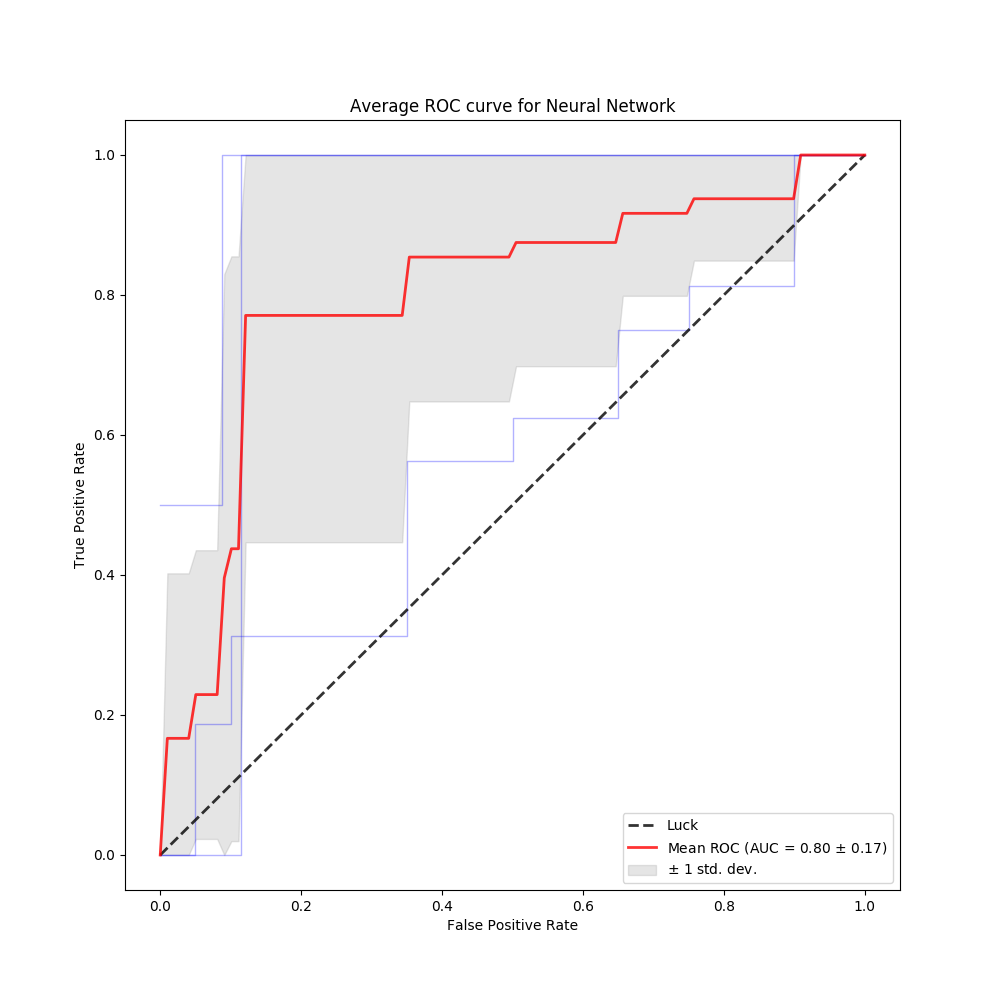 Average ROC curve for Neural Network
True Positive Rate
1.0
0.8
0.6
0.4
0.2
0.0
0.0 0.2 0.4 0.6 0.8 1.0
False Positive Rate
Luck
Mean ROC (AUC = 0.80 ± 0.17)
± 1 std. dev.